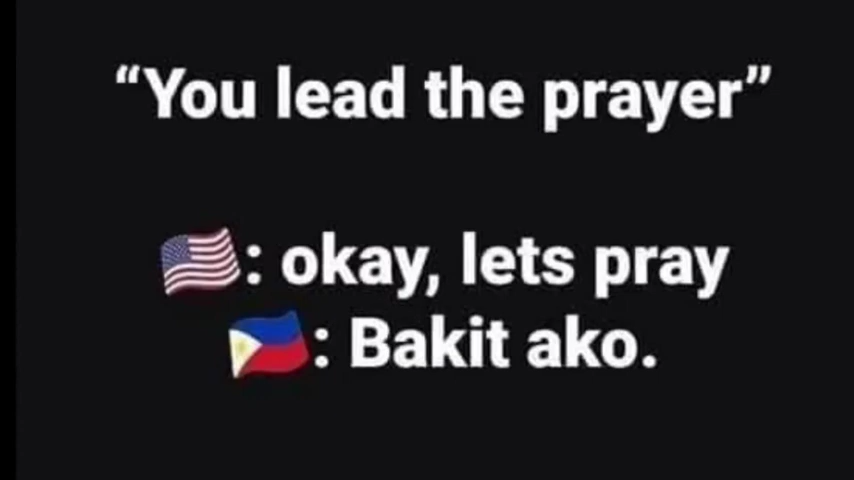 “You lead the prayer”
🇺🇸: okay, lets pray
🇵🇭: Bakit ako.